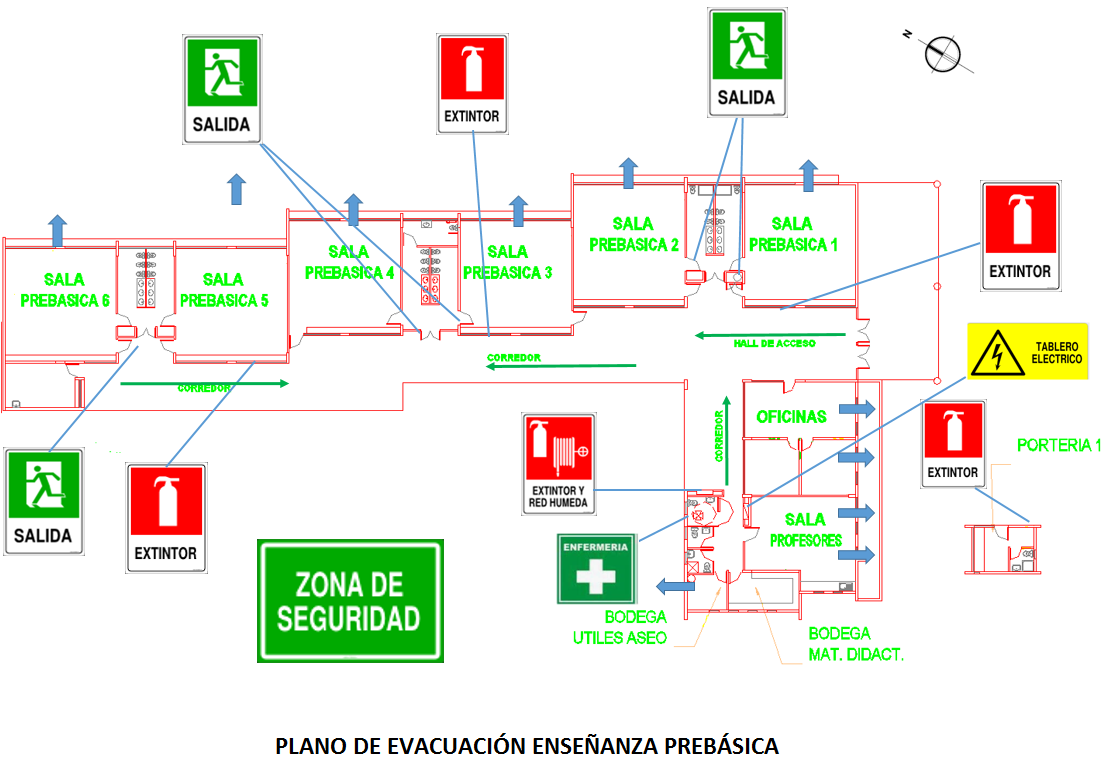 N
SALIDA
EXTINTOR
SALIDA
EXTINTOR
SALA
PREBASICA 6
SALA
PREBASICA 5
SALA
PREBASICA 4
SALA
PREBASICA 3
SALA
PREBASICA 2
SALA
PREBASICA 1
HALL DE ACCESO
CORREDOR
CORREDOR
TABLERO
ELECTRICO
OFICINAS
CORREDOR
EXTINTOR
PORTERIA 1
SALIDA
EXTINTOR
EXTINTOR Y
RED HUMEDA
SALA
PROFESORES
ENFERMERIA
ZONA DE
SEGURIDAD
BODEGA
UTILES ASEO
BODEGA
MAT. DIDACT.
PLANO DE EVACUACIÓN ENSEÑANZA PREBÁSICA